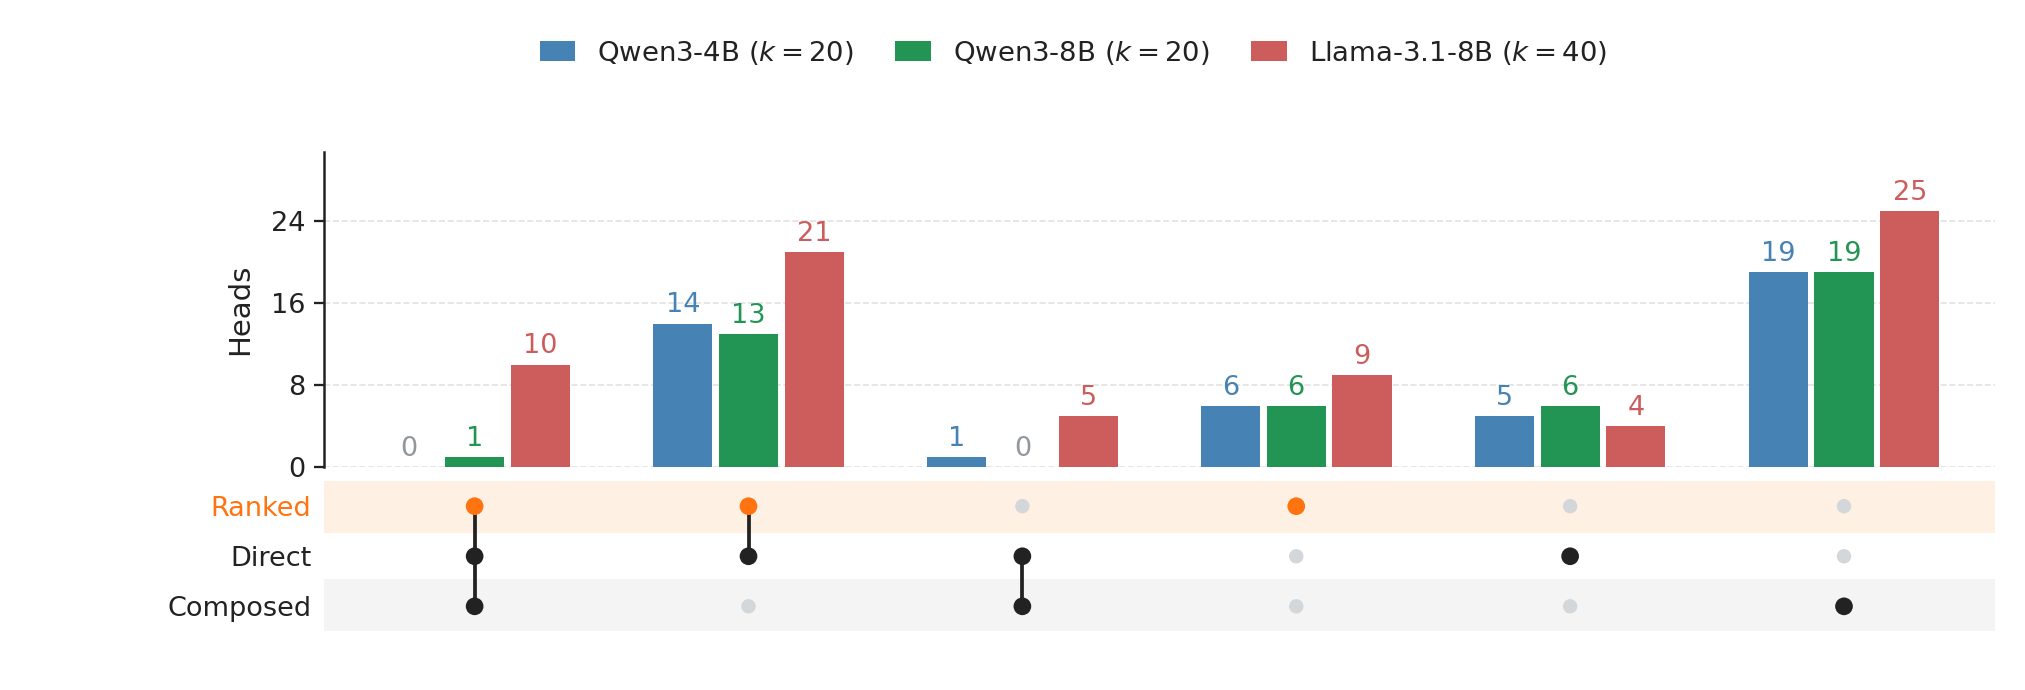 Qwen3-4B (k = 20) Qwen3-8B (k = 20) Llama-3.1-8B (k = 40)
Heads
24
16
8
0
0 1 10
14 13 21
1 0 5
6 6 9
5 6 4
19 19 25
Ranked
Direct
Composed